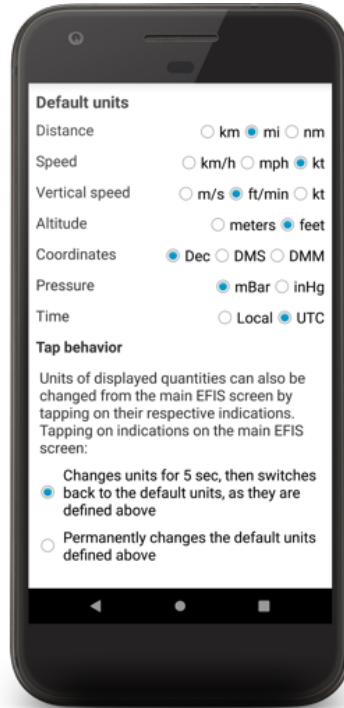 Default units
Distance km mi nm
Speed km/h mph kt
Vertical speed m/s ft/min kt
Altitude meters feet
Coordinates Dec DMS DMM
Pressure mBar inHg
Time Local UTC
Tap behavior
Units of displayed quantities can also be
changed from the main EFIS screen by
tapping on their respective indications.
Tapping on indications on the main EFIS
screen:
Changes units for 5 sec, then switches
back to the default units, as they are
defined above
Permanently changes the default units
defined above